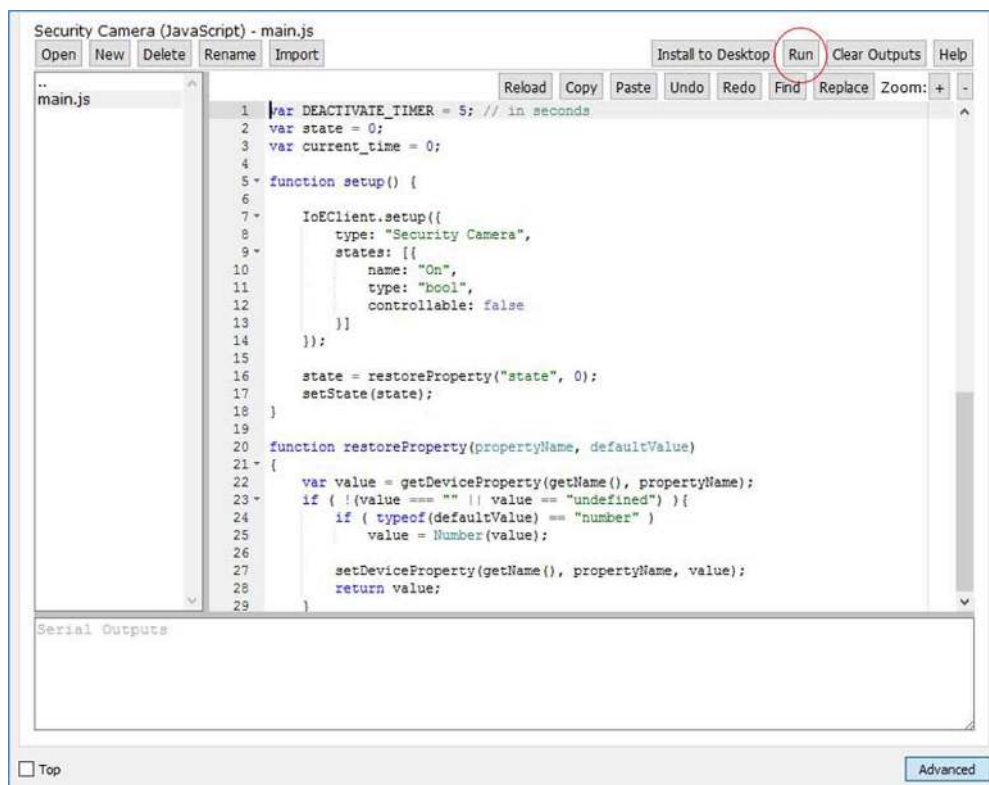 Security Camera (JavaScript) - main.js
Open New Delete Rename Import Install to Desktop Run Clear Outputs Help
..
main.js
Reload Copy Paste Undo Redo Find Replace Zoom: + -
1 var DEACTIVATE_TIMER = 5; // in seconds
2 var state = 0;
3 var current_time = 0;
4
5 function setup() {
6
7 IoEClient.setup({
8 type: "Security Camera",
9 states: [{
10 name: "On",
11 type: "bool",
12 controllable: false
13 }]
14 });
15
16 state = restoreProperty("state", 0);
17 setState(state);
18 }
19
20 function restoreProperty(propertyName, defaultValue)
21 {
22 var value = getDeviceProperty(getName(), propertyName);
23 if ( !(value === "" || value == "undefined") ){
24 if ( typeof(defaultValue) == "number" )
25 value = Number(value);
26
27 setDeviceProperty(getName(), propertyName, value);
28 return value;
29 }
Serial Outputs
Top Advanced